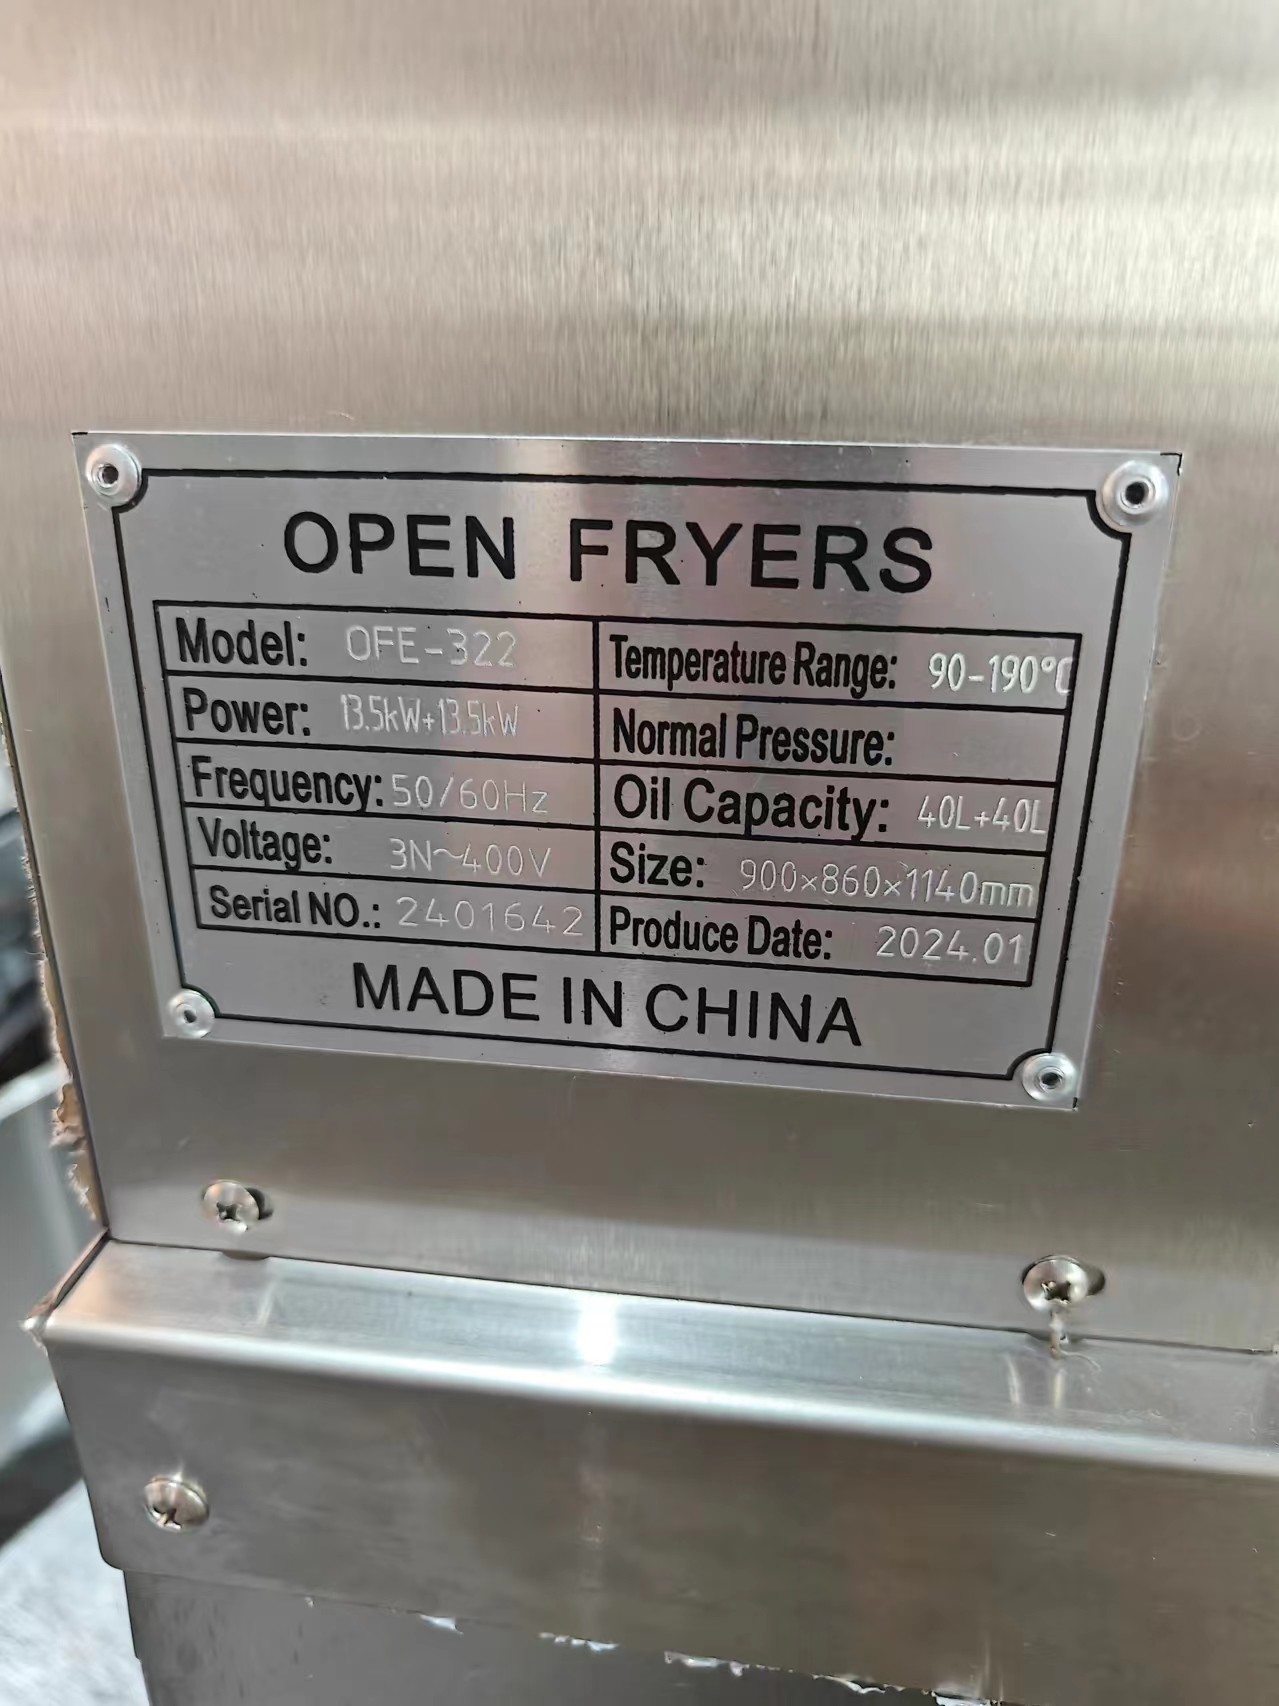 OPEN FRYERS
Model: OFE-322
Temperature Range: 90-190°C
Power: 13.5kW+13.5kW
Normal Pressure:
Frequency: 50/60Hz
Oil Capacity: 40L+40L
Voltage: 3N~400V
Size: 900×860×1140mm
Serial NO.: 2401642
Produce Date: 2024.01
MADE IN CHINA